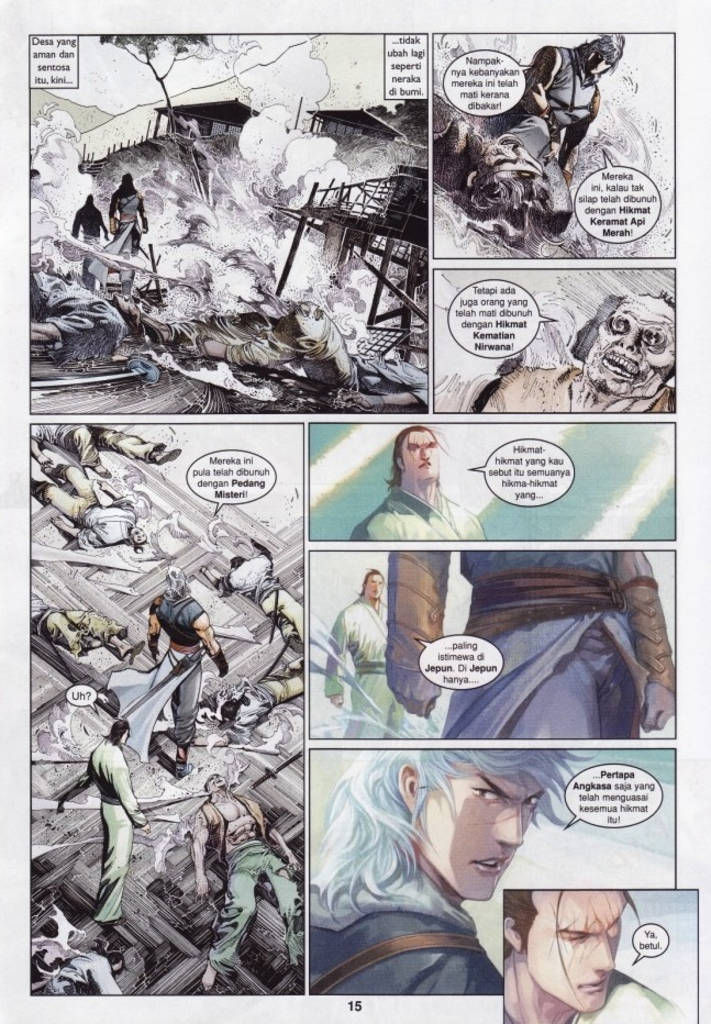 Desa yang
aman dan
sentosa
itu, kini...
...tidak
ubah lagi
seperti
neraka
di bumi.
Nampak-
nya kebanyakan
mereka ini telah
mati kerana
dibakar!
Mereka
ini, kalau tak
silap telah dibunuh
dengan Hikmat
Keramat Api
Merah!
Tetapi ada
juga orang yang
telah mati dibunuh
dengan Hikmat
Kematian
Nirwana!
Mereka ini
pula telah dibunuh
dengan Pedang
Misteri!
Uh?
Hikmat-
hikmat yang kau
sebut itu semuanya
hikma-hikmat
yang...
...paling
istimewa di
Jepun. Di Jepun
hanya....
...Pertapa
Angkasa saja yang
telah menguasai
kesemua hikmat
itu!
Ya,
betul.
15